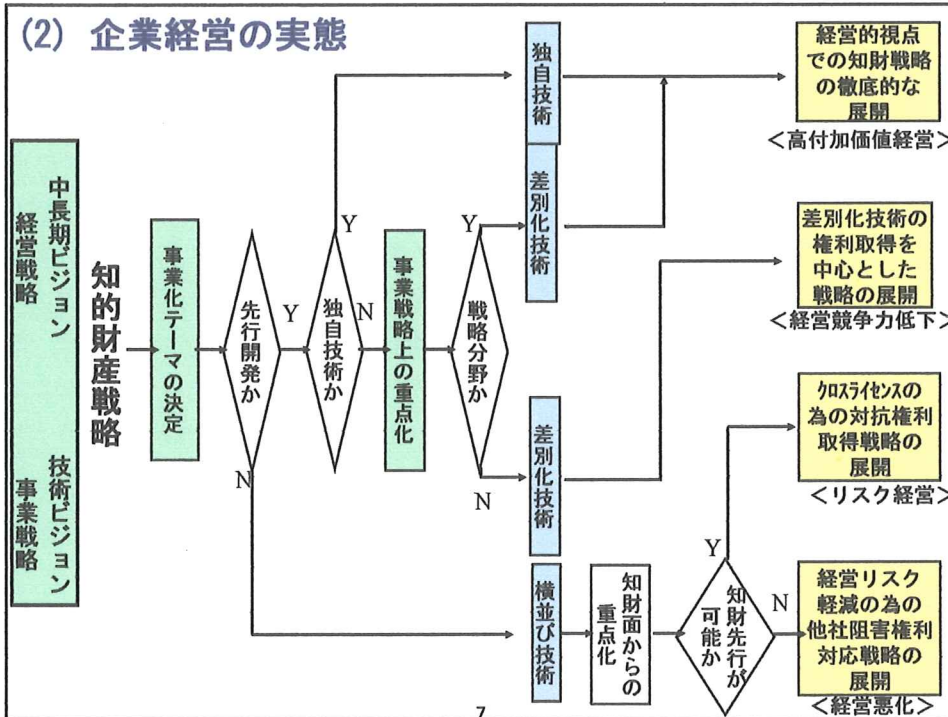 (2) 企業経営の実態
中長期ビジョン
経営戦略
技術ビジョン
事業戦略
知的財産戦略
事業化テーマの決定
先行開発か
Y
N
独自技術か
Y
N
事業戦略上の重点化
戦略分野か
Y
N
独自技術
差別化技術
差別化技術
横並び技術
知財面からの
重点化
知財先行が
可能か
Y
N
経営的視点
での知財戦略
の徹底的な
展開
＜高付加価値経営＞
差別化技術の
権利取得を
中心とした
戦略の展開
＜経営競争力低下＞
クロスライセンスの
為の対抗権利
取得戦略の
展開
＜リスク経営＞
経営リスク
軽減の為の
他社阻害権利
対応戦略の
展開
＜経営悪化＞
7